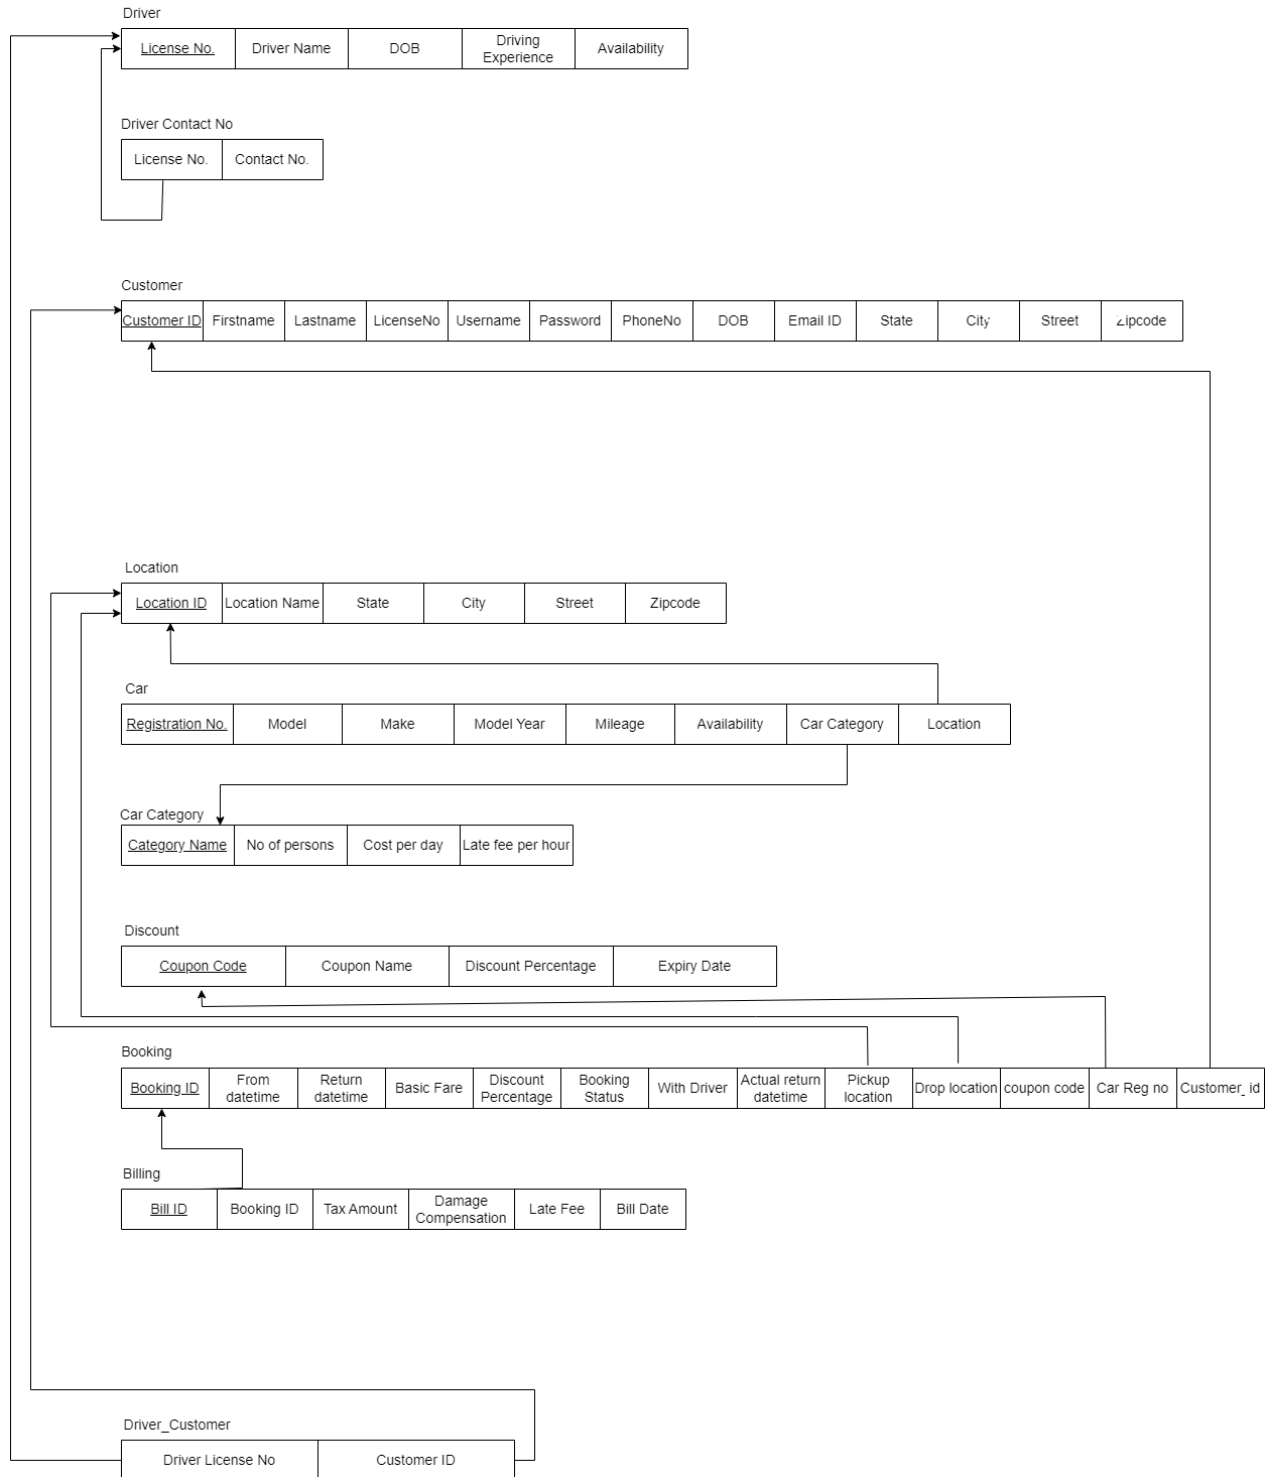 Driver
License No. Driver Name DOB Driving Experience Availability
Driver Contact No
License No. Contact No.
Customer
Customer ID Firstname Lastname LicenseNo Username Password PhoneNo DOB Email ID State City Street Zipcode
Location
Location ID Location Name State City Street Zipcode
Car
Registration No. Model Make Model Year Mileage Availability Car Category Location
Car Category
Category Name No of persons Cost per day Late fee per hour
Discount
Coupon Code Coupon Name Discount Percentage Expiry Date
Booking
Booking ID From datetime Return datetime Basic Fare Discount Percentage Booking Status With Driver Actual return datetime Pickup location Drop location coupon code Car Reg no Customer_ id
Billing
Bill ID Booking ID Tax Amount Damage Compensation Late Fee Bill Date
Driver_Customer
Driver License No Customer ID